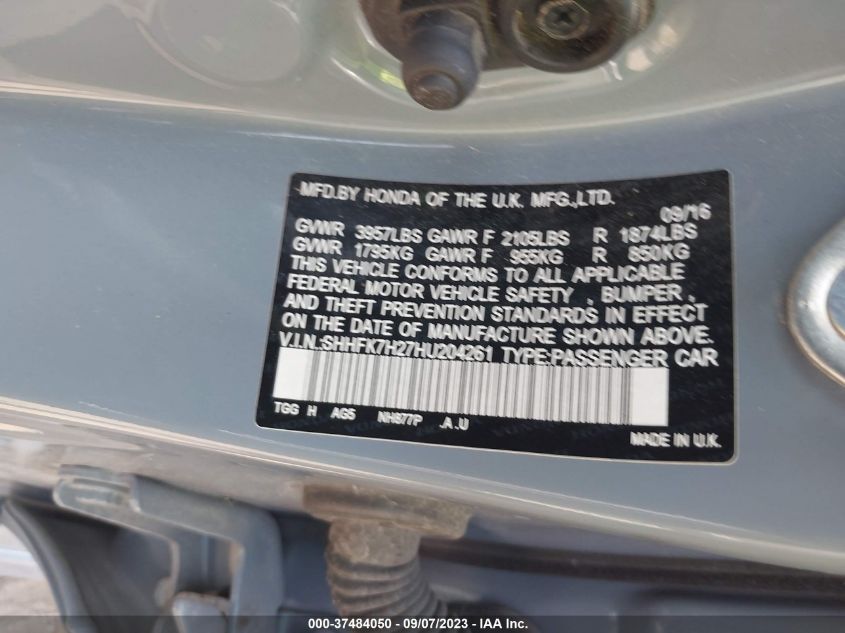 MFD.BY HONDA OF THE U.K. MFG.,LTD.
09/16
GVWR 3957LBS GAWR F 2105LBS R 1874LBS
GVWR 1795KG GAWR F 955KG R 850KG
THIS VEHICLE CONFORMS TO ALL APPLICABLE
FEDERAL MOTOR VEHICLE SAFETY , BUMPER ,
AND THEFT PREVENTION STANDARDS IN EFFECT
ON THE DATE OF MANUFACTURE SHOWN ABOVE.
V.I.N.SHHFK7H27HU204261 TYPE:PASSENGER CAR
TGG H AG5 NH877P .A .U
MADE IN U.K.
000-37484050 - 09/07/2023 - © IAA Inc.